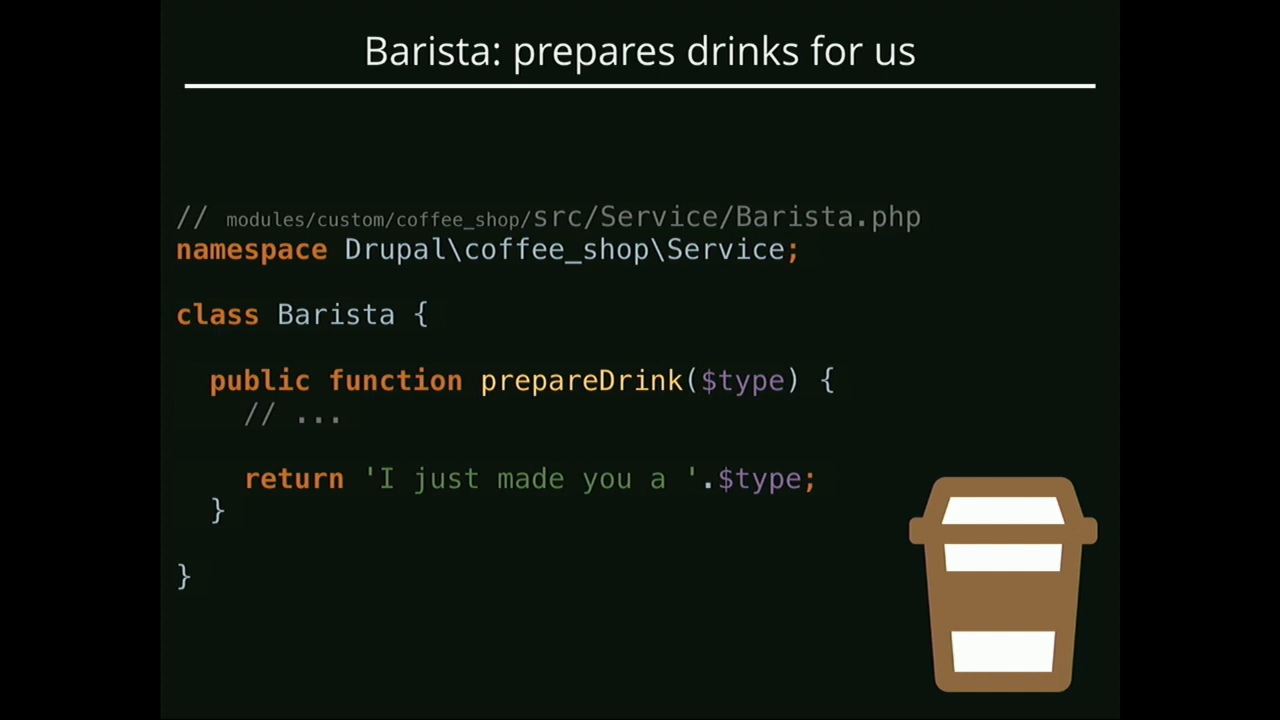 Barista: prepares drinks for us
// modules/custom/coffee_shop/src/Service/Barista.php
namespace Drupal\coffee_shop\Service;
class Barista {
public function prepareDrink($type) {
// ...
return 'I just made you a '.$type;
}
}